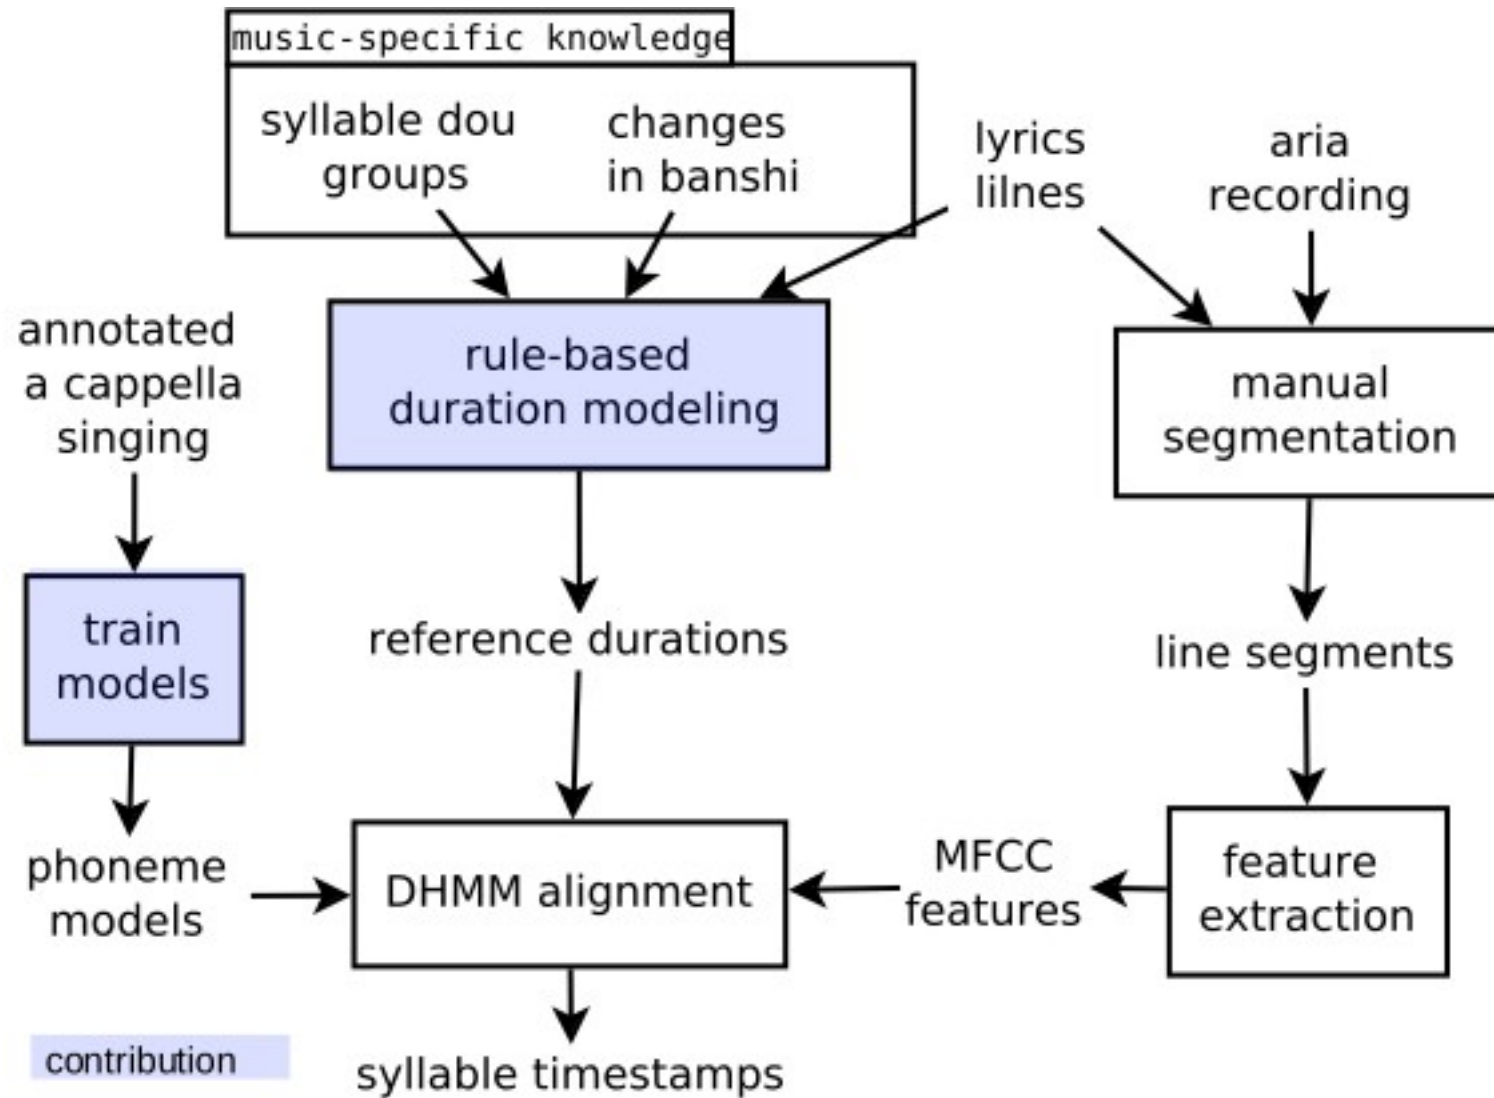 music-specific knowledge
syllable dou
groups
changes
in banshi
lyrics
lilnes
aria
recording
annotated
a cappella
singing
rule-based
duration modeling
manual
segmentation
train
models
reference durations
line segments
phoneme
models
DHMM alignment
MFCC
features
feature
extraction
contribution
syllable timestamps